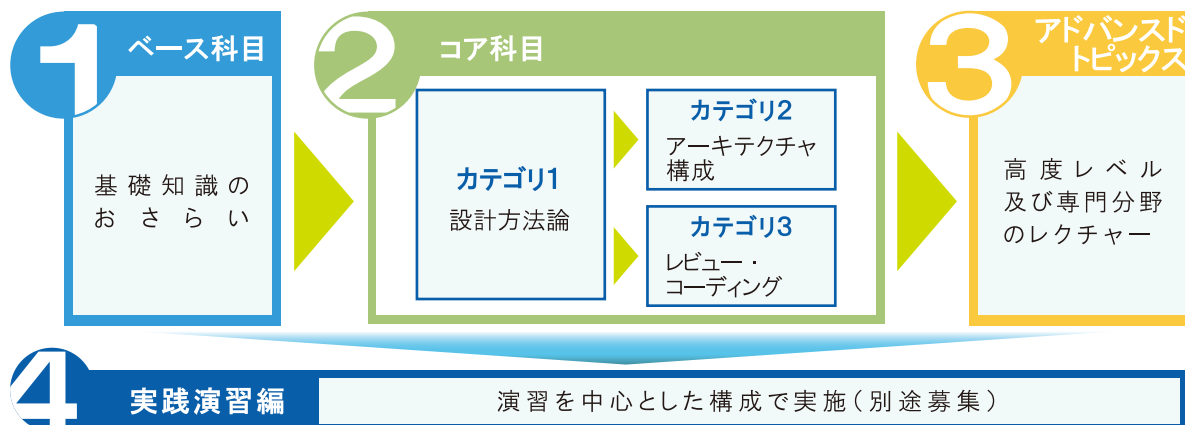 1
ベース科目
基礎知識の
おさらい
2
コア科目
カテゴリ1
設計方法論
カテゴリ2
アーキテクチャ
構成
カテゴリ3
レビュー・
コーディング
3
アドバンスド
トピックス
高度レベル
及び専門分野
のレクチャー
4
実践演習編
演習を中心とした構成で実施(別途募集)